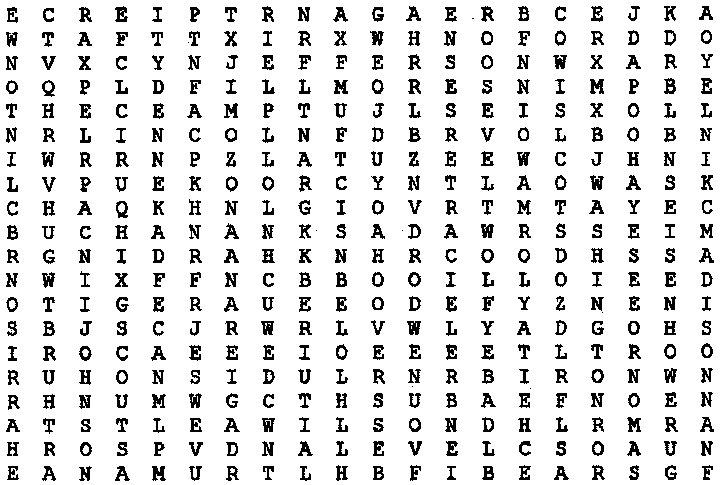 E C R E I P T R N A G A E R B C E J K A
W T A F T T X I R X W H N O F O R D D O
N V X C Y N J E F F E R S O N W X A R Y
O Q P L D F I L L M O R E S N I M P B E
T H E C E A M P T U J L S E I S X O L L
N R L I N C O L N F D B R V O L B O B N
I W R R N P Z L A T U Z E E W C J H N I
L V P U E K O O R C Y N T L A O W A S K
C H A Q K H N L G I O V R T M T A Y E C
B U C H A N A N K S A D A W R S S E I M
R G N I D R A H K N H R C O O D H S S A
N W I X F F N C B B O O I L L O I E E D
O T I G E R A U E E O D E F Y Z N E N I
S B J S C J R W R L V W L Y A D G O H S
I R O C A E E E I O E E E E T L T R O O
R U H O N S I D U L R N R B I R O N W N
R H N U M W G C T H S U B A E F N O E N
A T S T L E A W I L S O N D H L R M R A
H R O S P V D N A L E V E L C S O A U N
E A N A M U R T L H B F I B E A R S G F